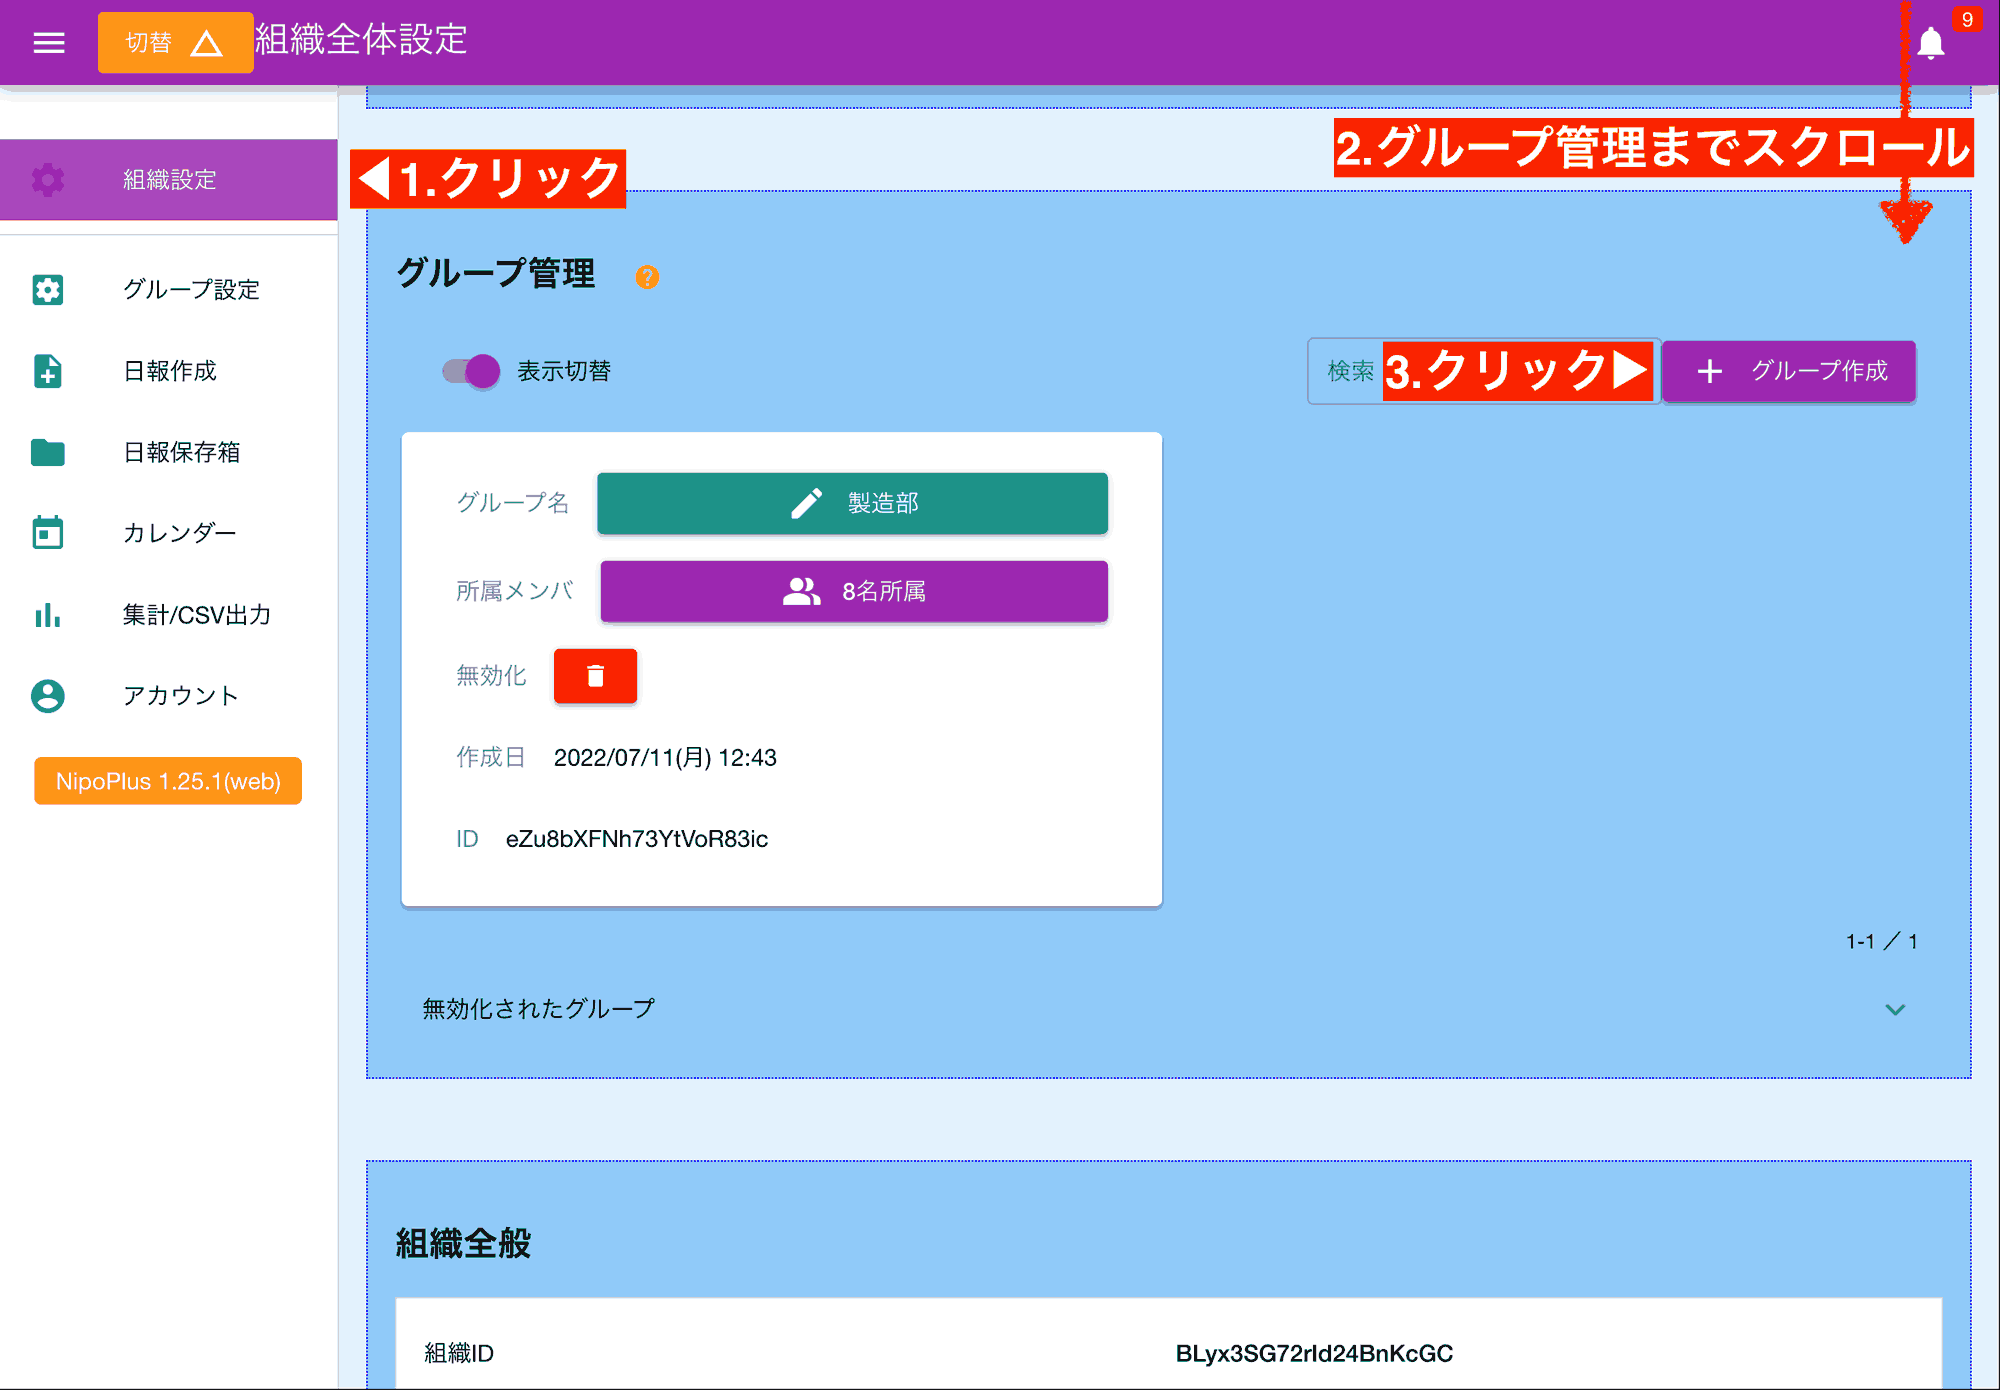 切替 組織全体設定 9
組織設定
グループ設定
日報作成
日報保存箱
カレンダー
集計/CSV出力
アカウント
NipoPlus 1.25.1(web)
◀1.クリック
2.グループ管理までスクロール
グループ管理 ?
表示切替
検索 3.クリック▶
+ グループ作成
グループ名 製造部
所属メンバ 8名所属
無効化
作成日 2022/07/11(月) 12:43
ID eZu8bXFNh73YtVoR83ic
1-1 / 1
無効化されたグループ
組織全般
組織ID BLyx3SG72rId24BnKcGC